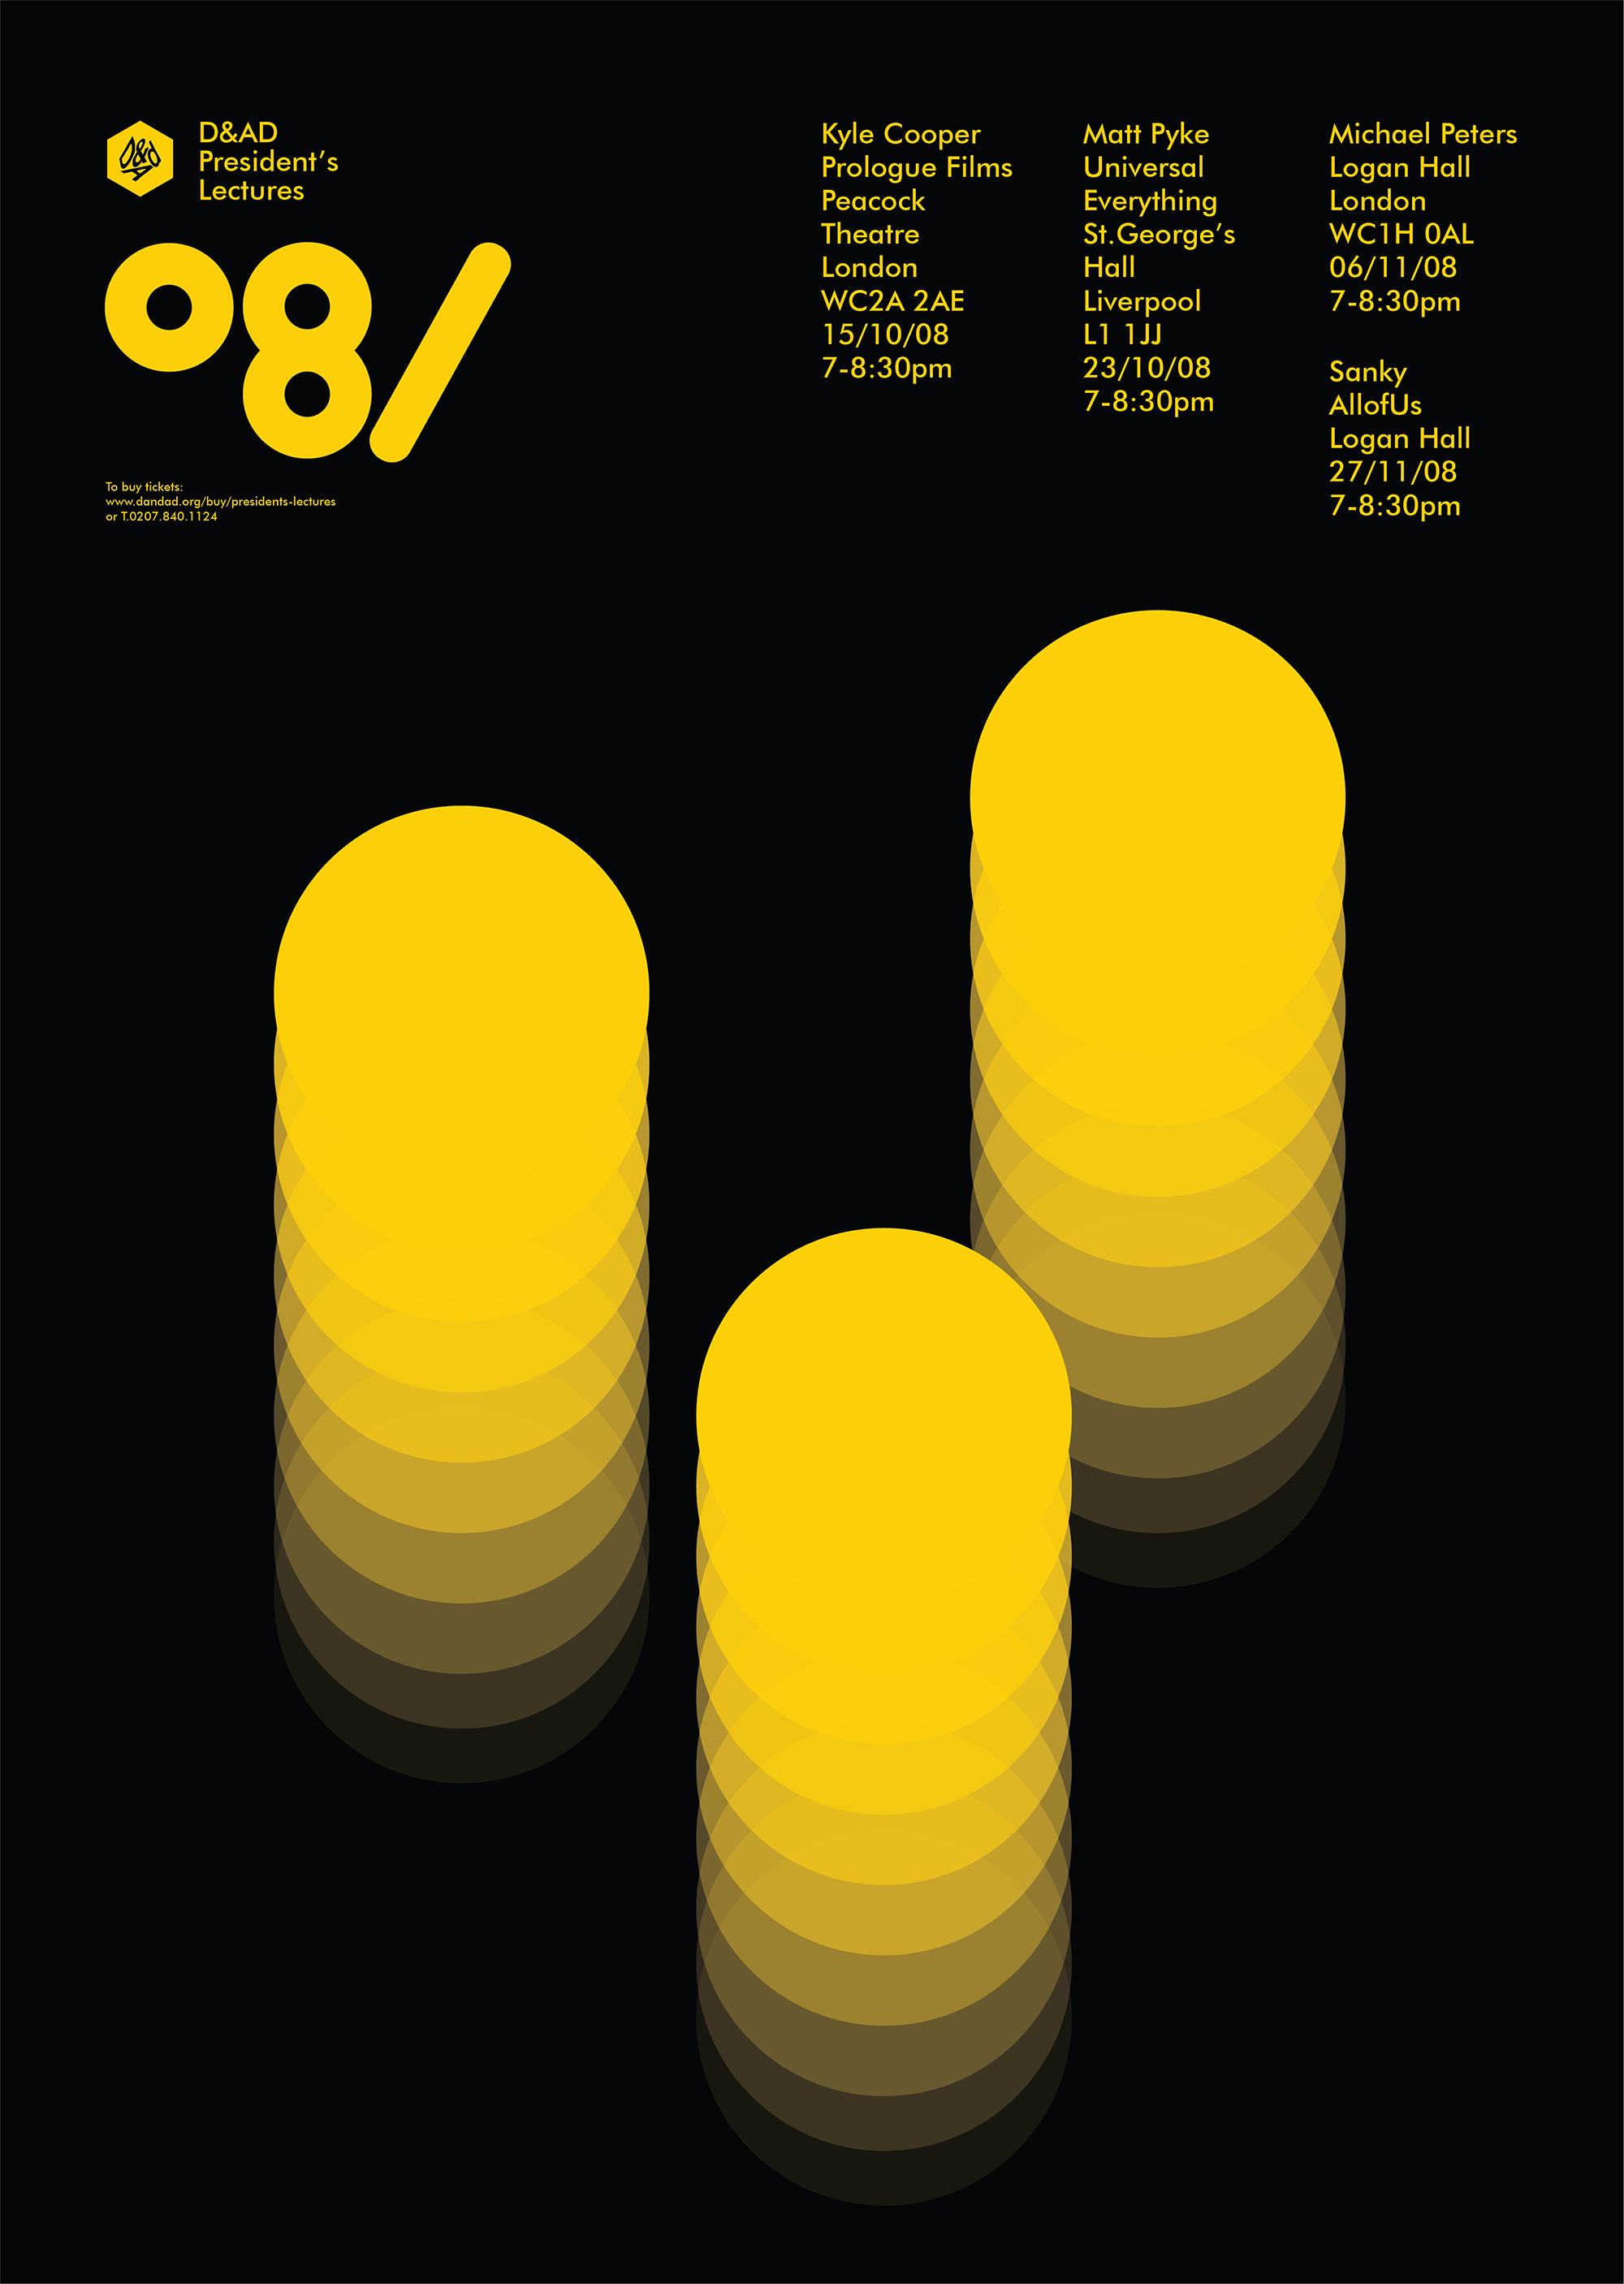 D&AD
D&AD
President's
Lectures
08/
To buy tickets:
www.dandad.org/buy/presidents-lectures
or T.0207.840.1124
Kyle Cooper
Prologue Films
Peacock
Theatre
London
WC2A 2AE
15/10/08
7-8:30pm
Matt Pyke
Universal
Everything
St.George's
Hall
Liverpool
L1 1JJ
23/10/08
7-8:30pm
Michael Peters
Logan Hall
London
WC1H 0AL
06/11/08
7-8:30pm
Sanky
AllofUs
Logan Hall
27/11/08
7-8:30pm